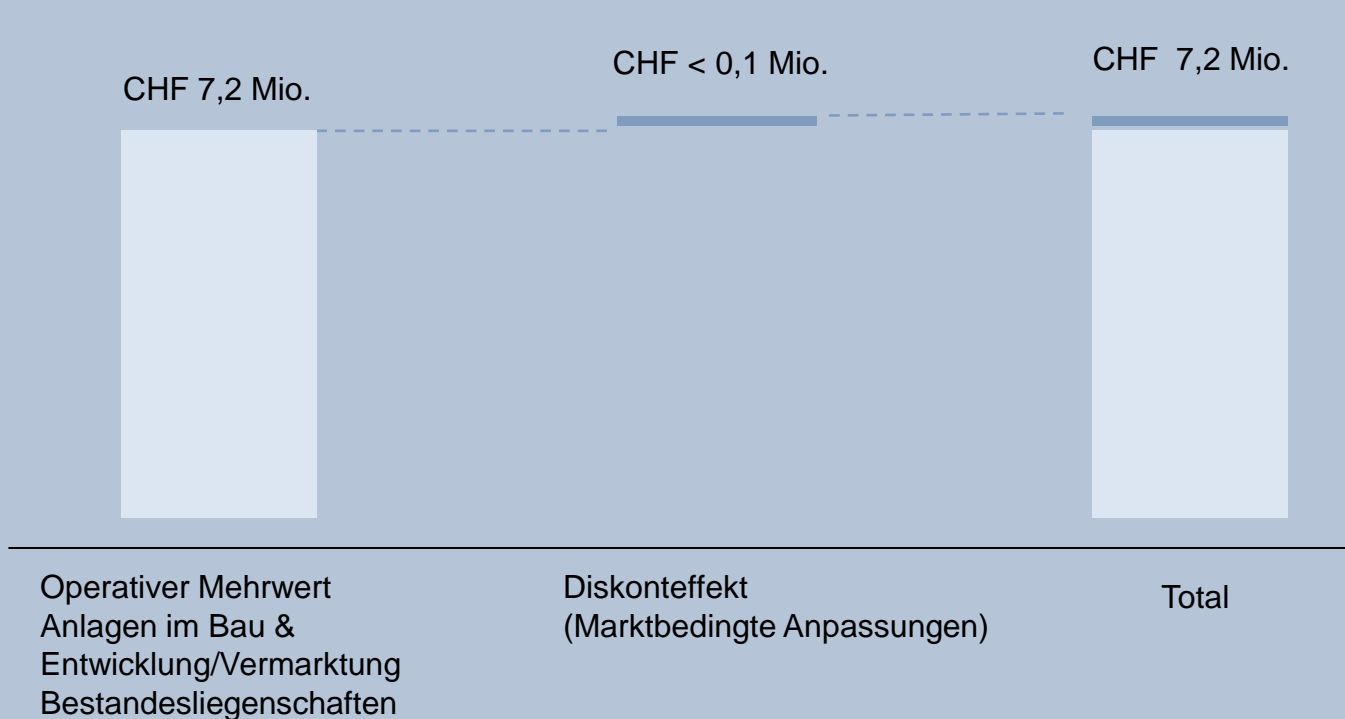 CHF 7,2 Mio.
CHF < 0,1 Mio.
CHF 7,2 Mio.
Operativer Mehrwert
Anlagen im Bau &
Entwicklung/Vermarktung
Bestandesliegenschaften
Diskonteffekt
(Marktbedingte Anpassungen)
Total